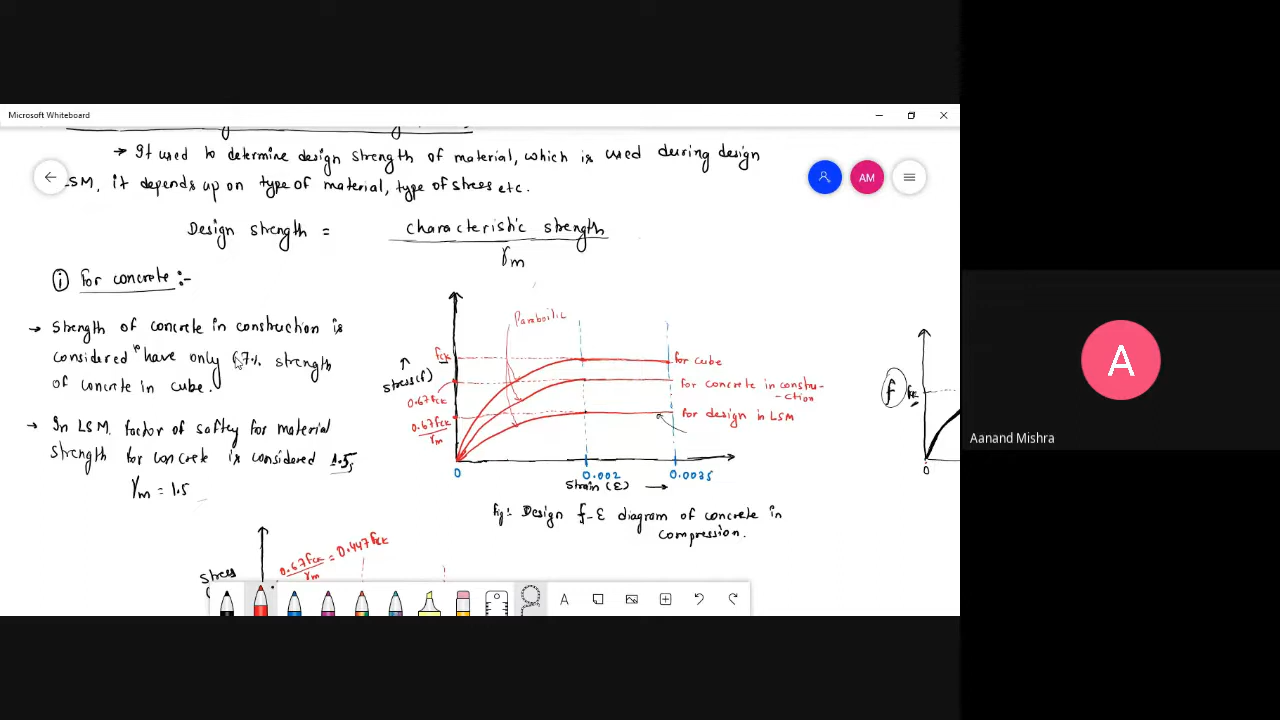 Microsoft Whiteboard
→ It used to determine design strength of material, which is used during design
LSM, it depends up on type of material, type of stress etc.
Design strength = characteristic strength
γm
① For concrete :-
→ Strength of concrete in construction is
considered to have only 67% strength
of concrete in cube.
→ In LSM, factor of softey for material
strength for concrete is considered 1.5,
γm = 1.5
Parabolic
fck
stress(f)
0.67fck
0.67fck
γm
for cube
for concrete in constru-
-ction
for design in LSM
0
0.002
0.0035
Strain (ε) →
Fig: Design f-ε diagram of concrete in
compression.
f
0
stress
0.67fck = 0.447fck
γm
AM
A
A
Aanand Mishra